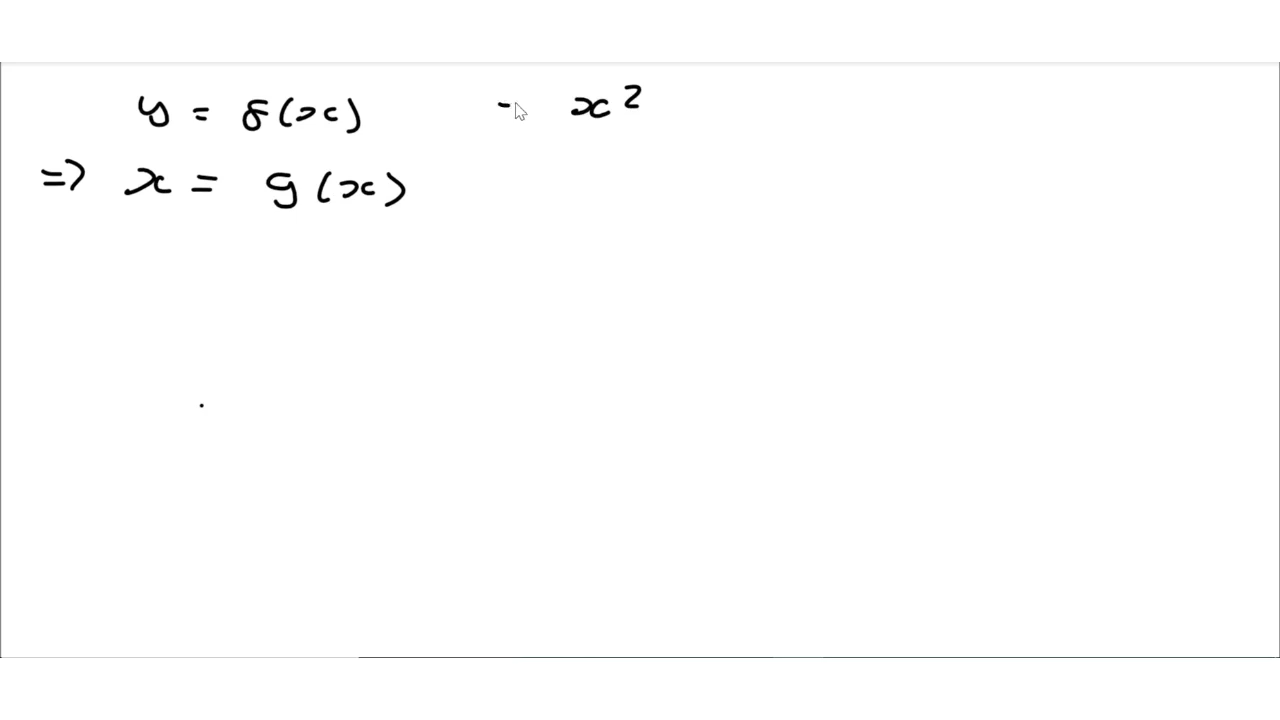 y = f(x) - x²
=> x = g(x)